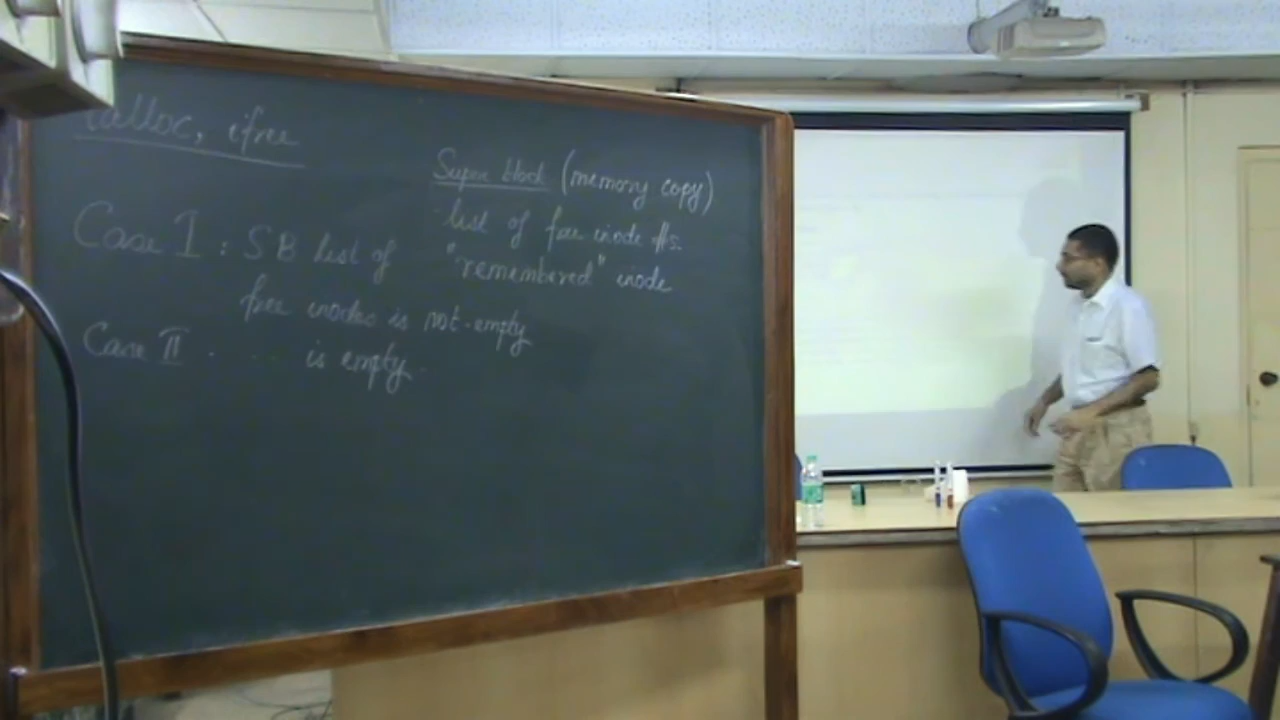 ialloc, ifree
Super block (memory copy)
list of free inode #s.
"remembered" inode
Case I : SB list of
free inodes is not-empty
Case II . . . is empty.